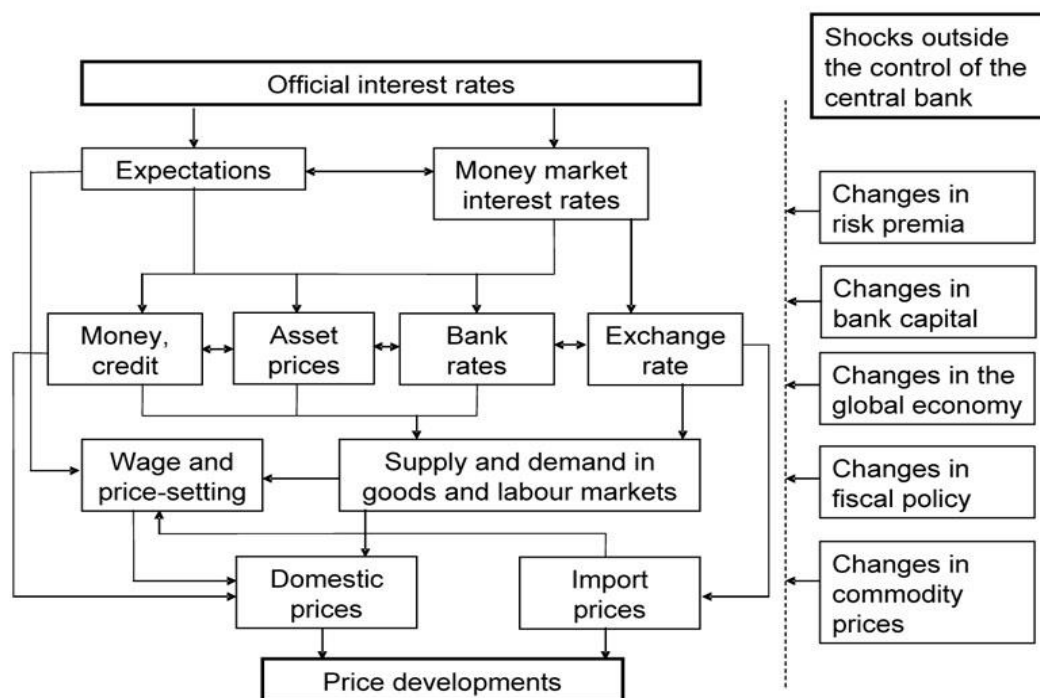 Official interest rates
Shocks outside
the control of the
central bank
Expectations
Money market
interest rates
Changes in
risk premia
Money,
credit
Asset
prices
Bank
rates
Exchange
rate
Changes in
bank capital
Changes in the
global economy
Wage and
price-setting
Supply and demand in
goods and labour markets
Changes in
fiscal policy
Domestic
prices
Import
prices
Changes in
commodity
prices
Price developments